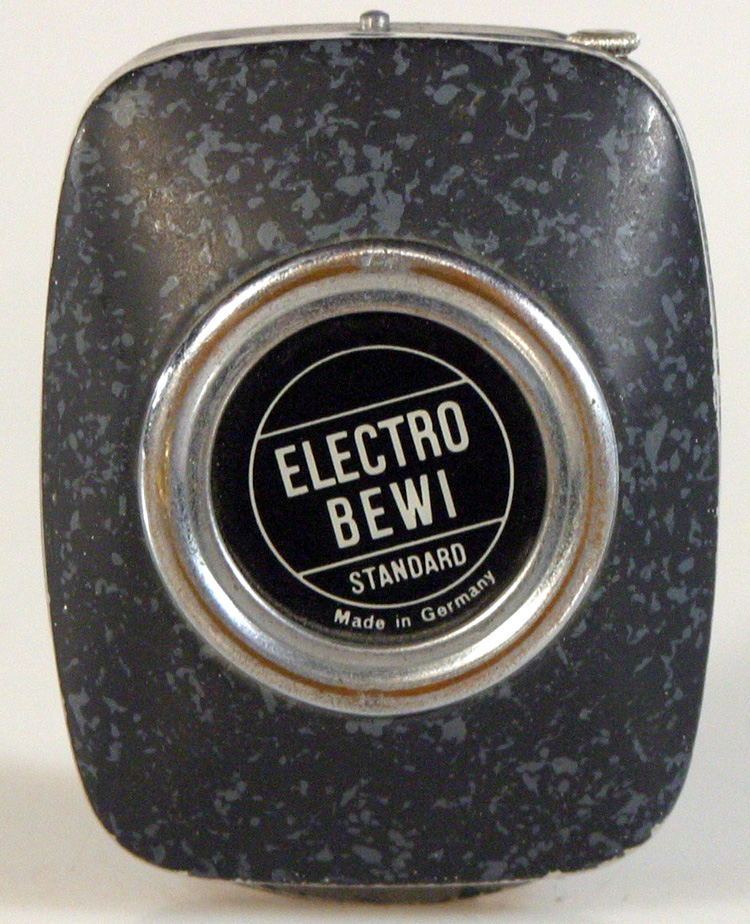 ELECTRO
BEWI
STANDARD
Made in Germany